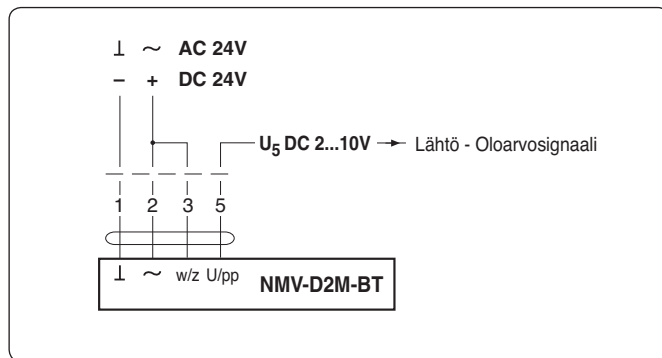 ⊥ ~ AC 24V
− + DC 24V
U5 DC 2...10V Lähtö - Oloarvosignaali
1 2 3 5
⊥ ~ w/z U/pp NMV-D2M-BT